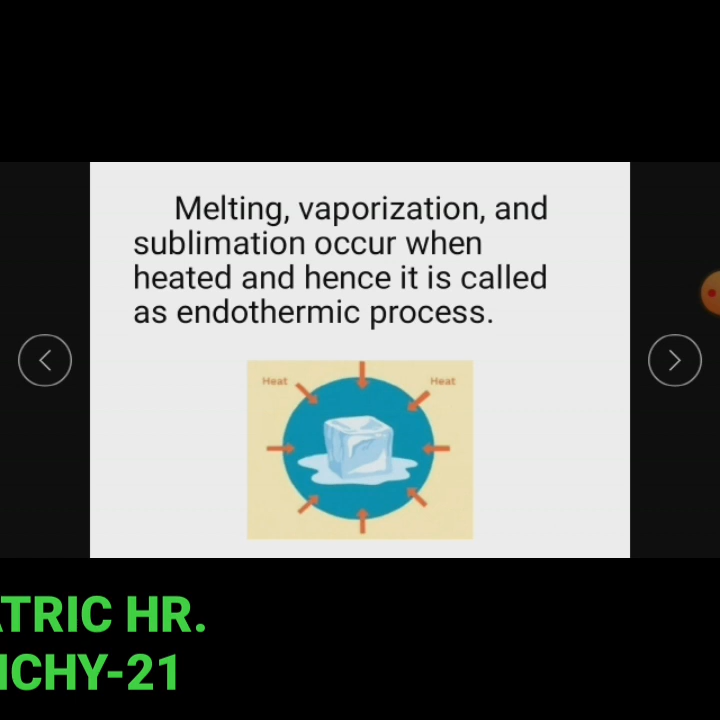 Melting, vaporization, and
sublimation occur when
heated and hence it is called
as endothermic process.
Heat Heat
TRIC HR.
CHY-21